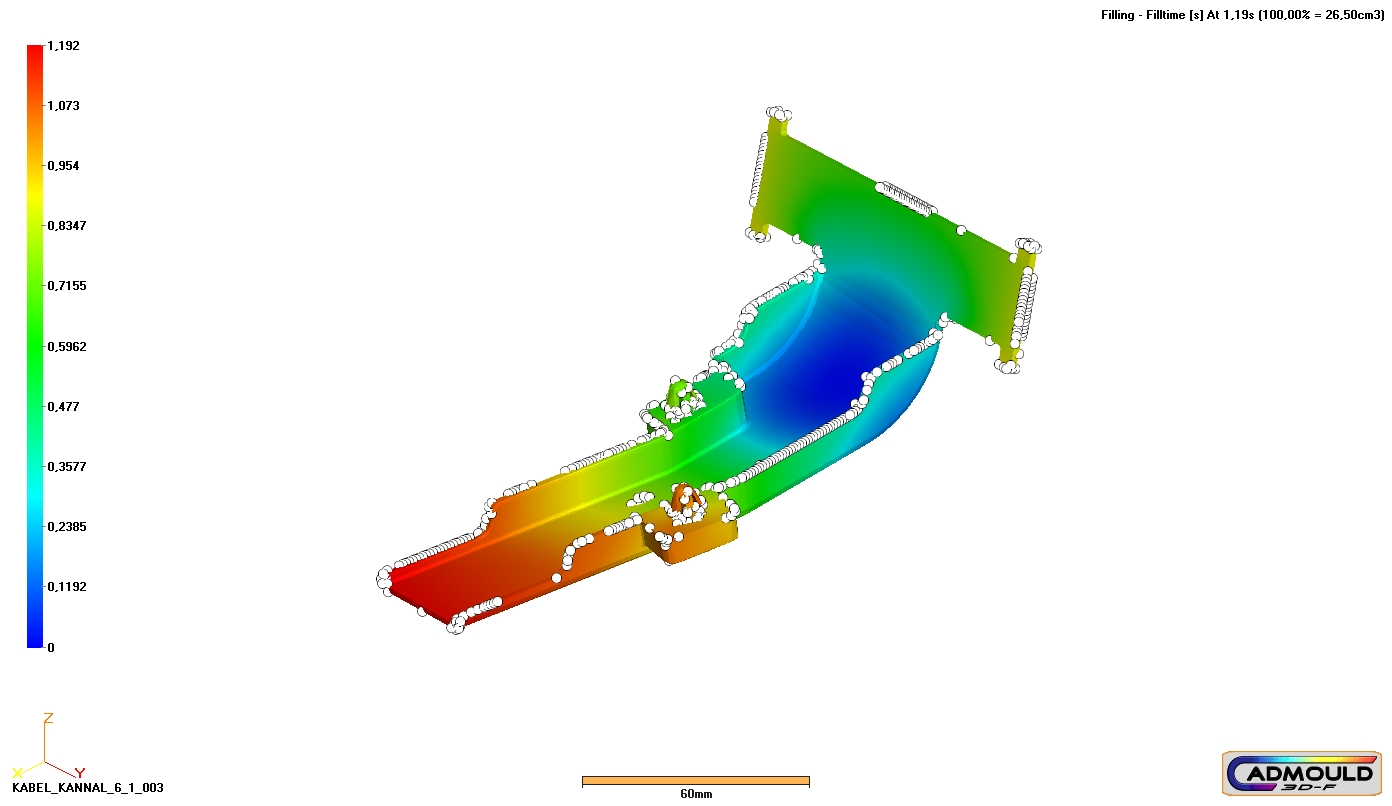 Filling - Filltime [s] At 1,19s (100,00% = 26,50cm3)
1,192
1,073
0,954
0,8347
0,7155
0,5962
0,477
0,3577
0,2385
0,1192
0
Z
X
Y
KABEL_KANNAL_6_1_003
60mm
CADMOULD
3D-F